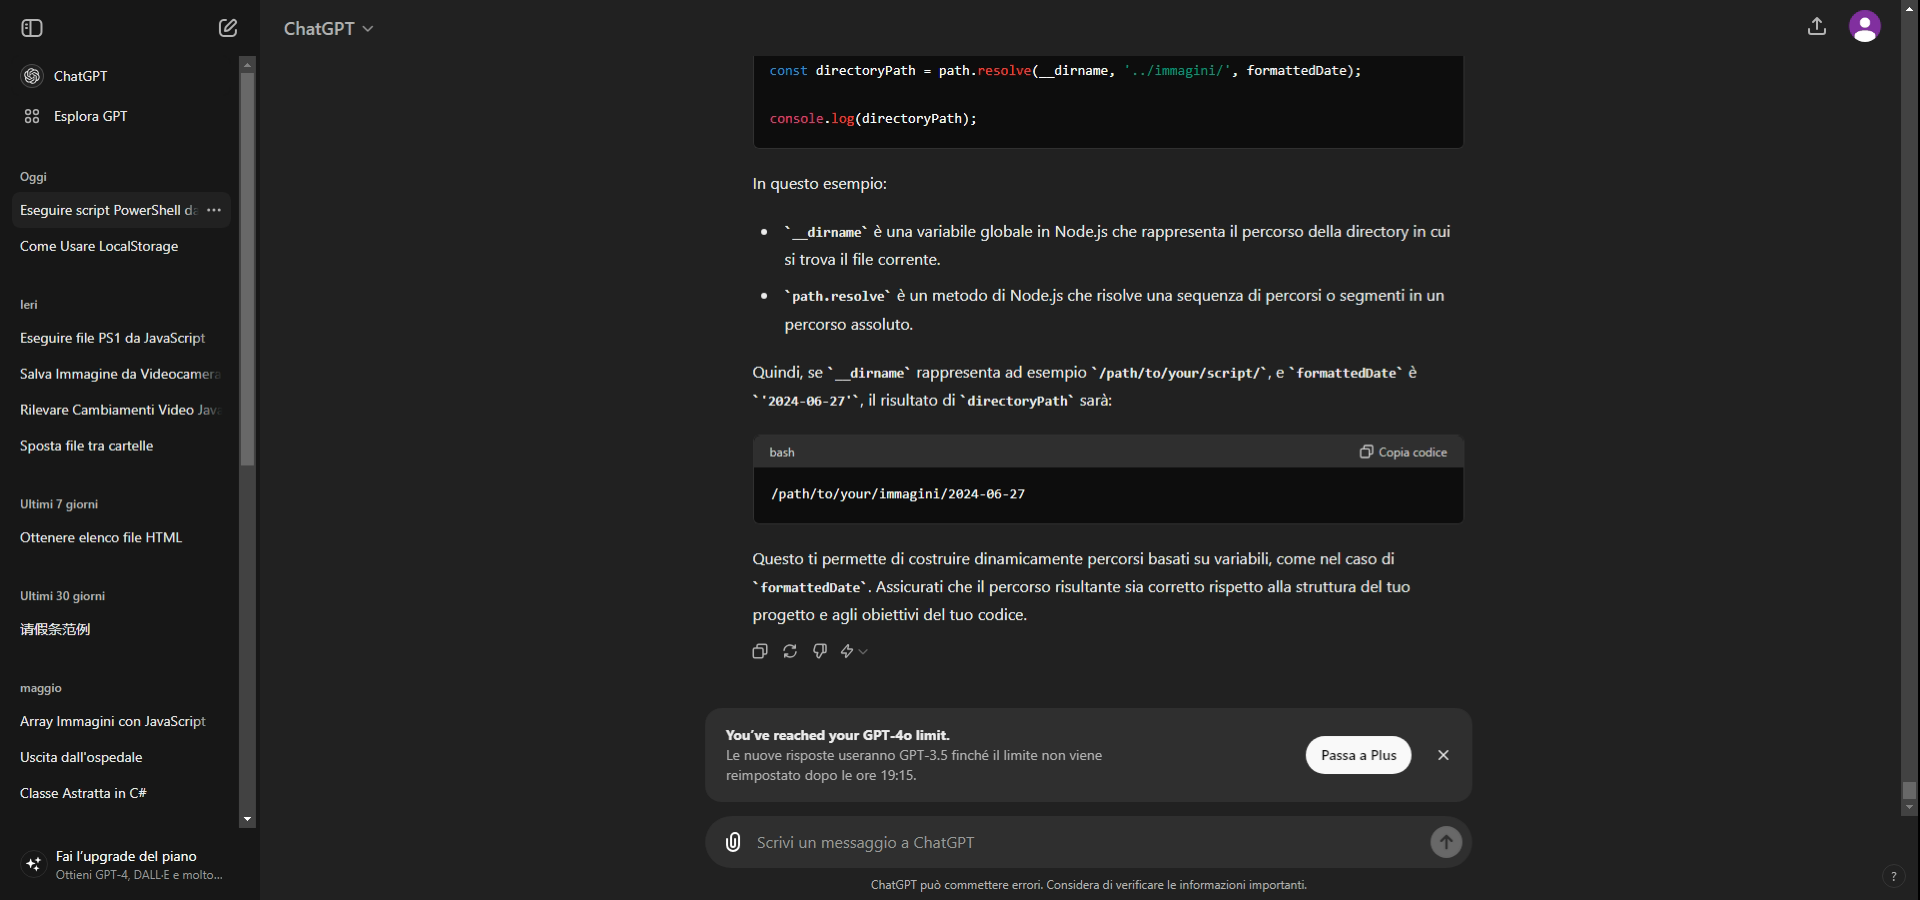 ChatGPT
Esplora GPT
Oggi
Eseguire script PowerShell da
Come Usare LocalStorage
Ieri
Eseguire file PS1 da JavaScript
Salva Immagine da Videocamera
Rilevare Cambiamenti Video Java
Sposta file tra cartelle
Ultimi 7 giorni
Ottenere elenco file HTML
Ultimi 30 giorni
请假条范例
maggio
Array Immagini con JavaScript
Uscita dall'ospedale
Classe Astratta in C#
Fai l’upgrade del piano
Ottieni GPT-4, DALL·E e molto...
ChatGPT
const directoryPath = path.resolve(__dirname, '../immagini/', formattedDate);
console.log(directoryPath);
In questo esempio:
• `__dirname` è una variabile globale in Node.js che rappresenta il percorso della directory in cui
si trova il file corrente.
• `path.resolve` è un metodo di Node.js che risolve una sequenza di percorsi o segmenti in un
percorso assoluto.
Quindi, se `__dirname` rappresenta ad esempio `/path/to/your/script/`, e `formattedDate` è
`'2024-06-27'`, il risultato di `directoryPath` sarà:
bash
Copia codice
/path/to/your/immagini/2024-06-27
Questo ti permette di costruire dinamicamente percorsi basati su variabili, come nel caso di
`formattedDate`. Assicurati che il percorso risultante sia corretto rispetto alla struttura del tuo
progetto e agli obiettivi del tuo codice.
You’ve reached your GPT-4o limit.
Le nuove risposte useranno GPT-3.5 finché il limite non viene
reimpostato dopo le ore 19:15.
Passa a Plus
Scrivi un messaggio a ChatGPT
ChatGPT può commettere errori. Considera di verificare le informazioni importanti.
?